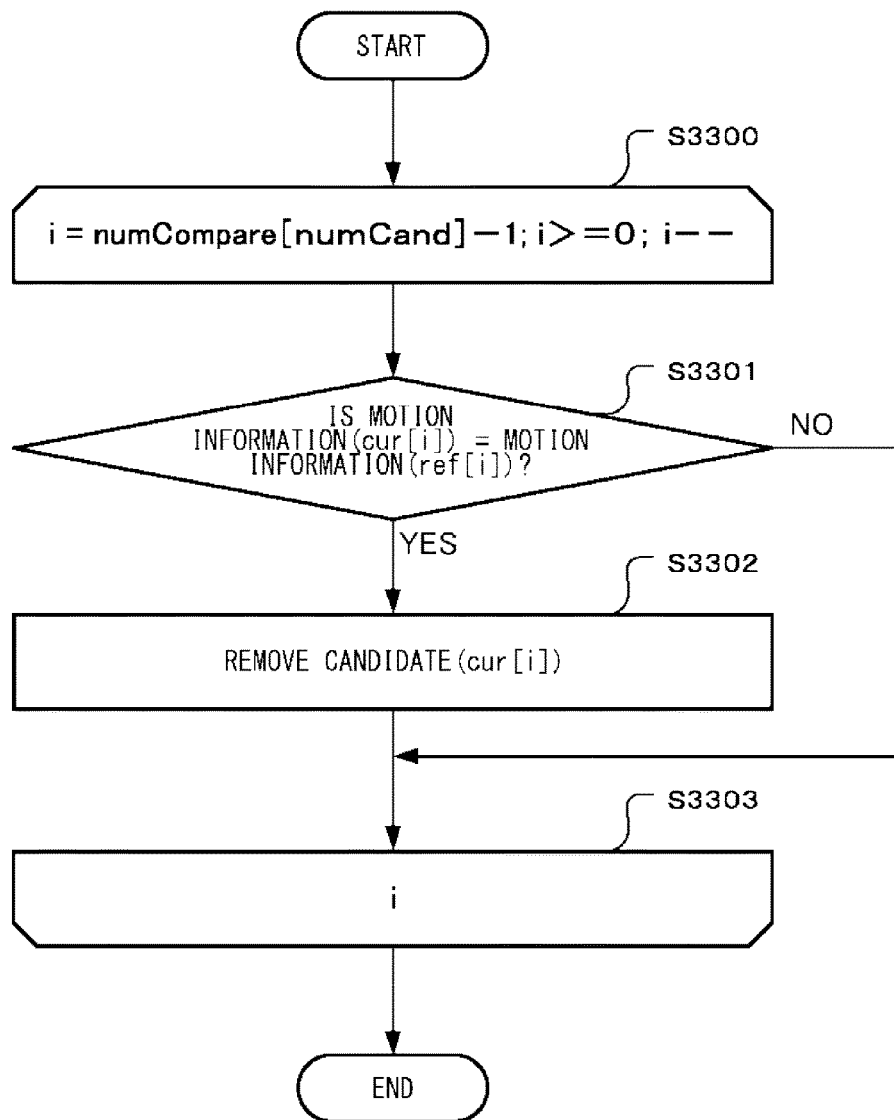 START
S3300
i = numCompare[numCand]-1; i>=0; i--
S3301
IS MOTION
INFORMATION(cur[i]) = MOTION
INFORMATION(ref[i])?
NO
YES
S3302
REMOVE CANDIDATE(cur[i])
S3303
i
END